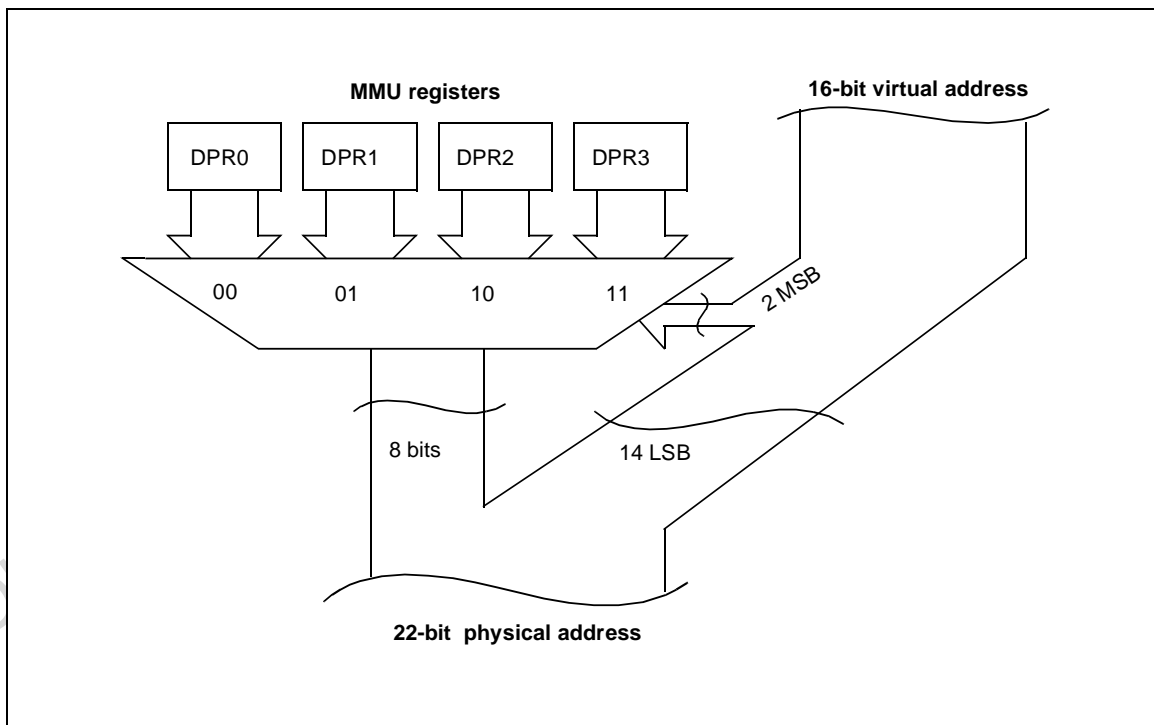 MMU registers
16-bit virtual address
DPR0 DPR1 DPR2 DPR3
00 01 10 11
2 MSB
8 bits
14 LSB
22-bit physical address